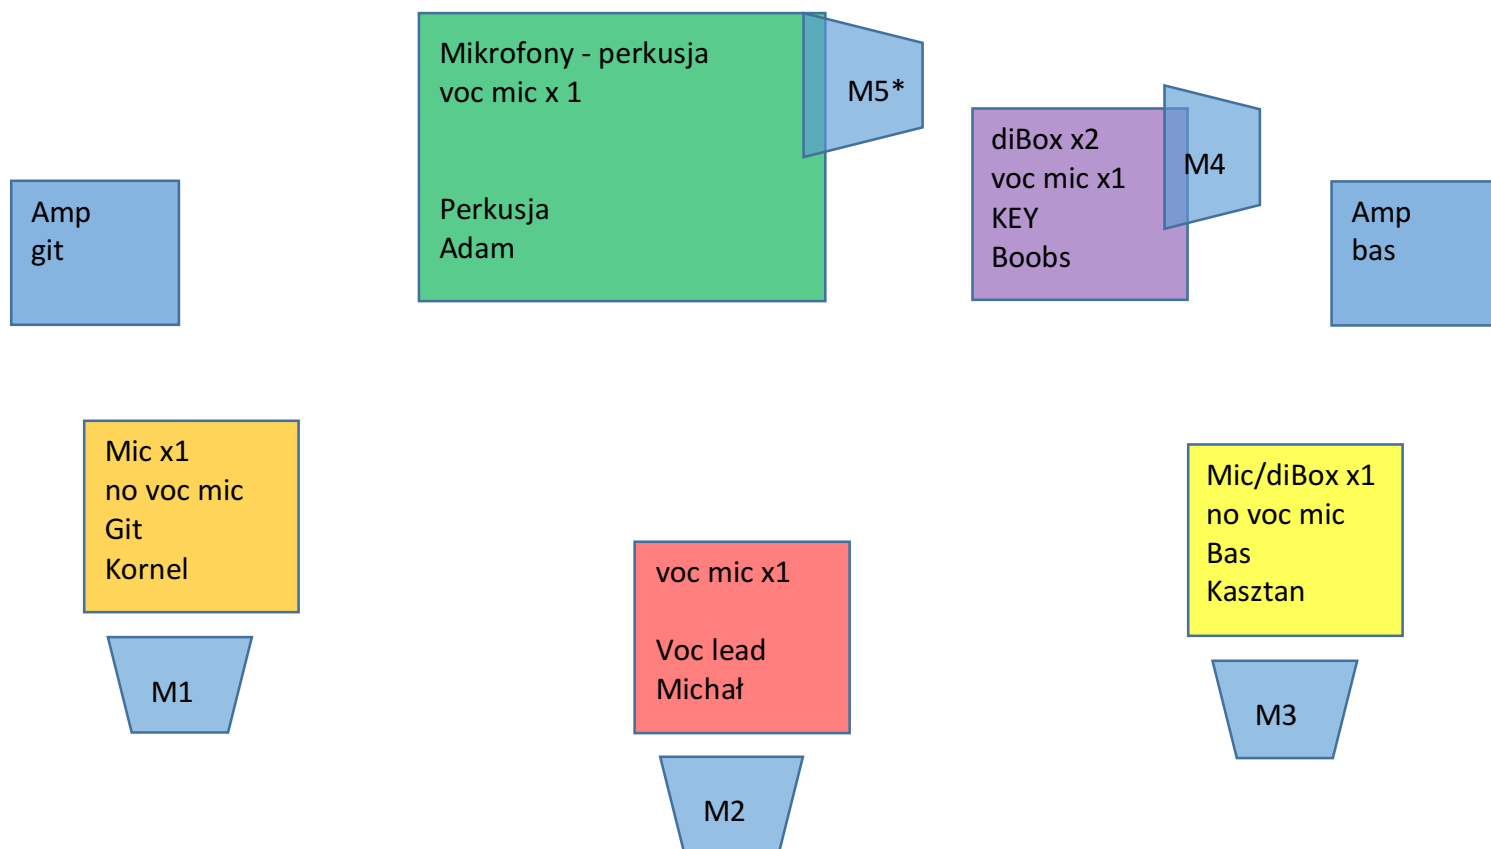 Mikrofony - perkusja
voc mic x 1
Perkusja
Adam
M5*
diBox x2
voc mic x1
KEY
Boobs
M4
Amp
git
Amp
bas
Mic x1
no voc mic
Git
Kornel
M1
voc mic x1
Voc lead
Michał
M2
Mic/diBox x1
no voc mic
Bas
Kasztan
M3